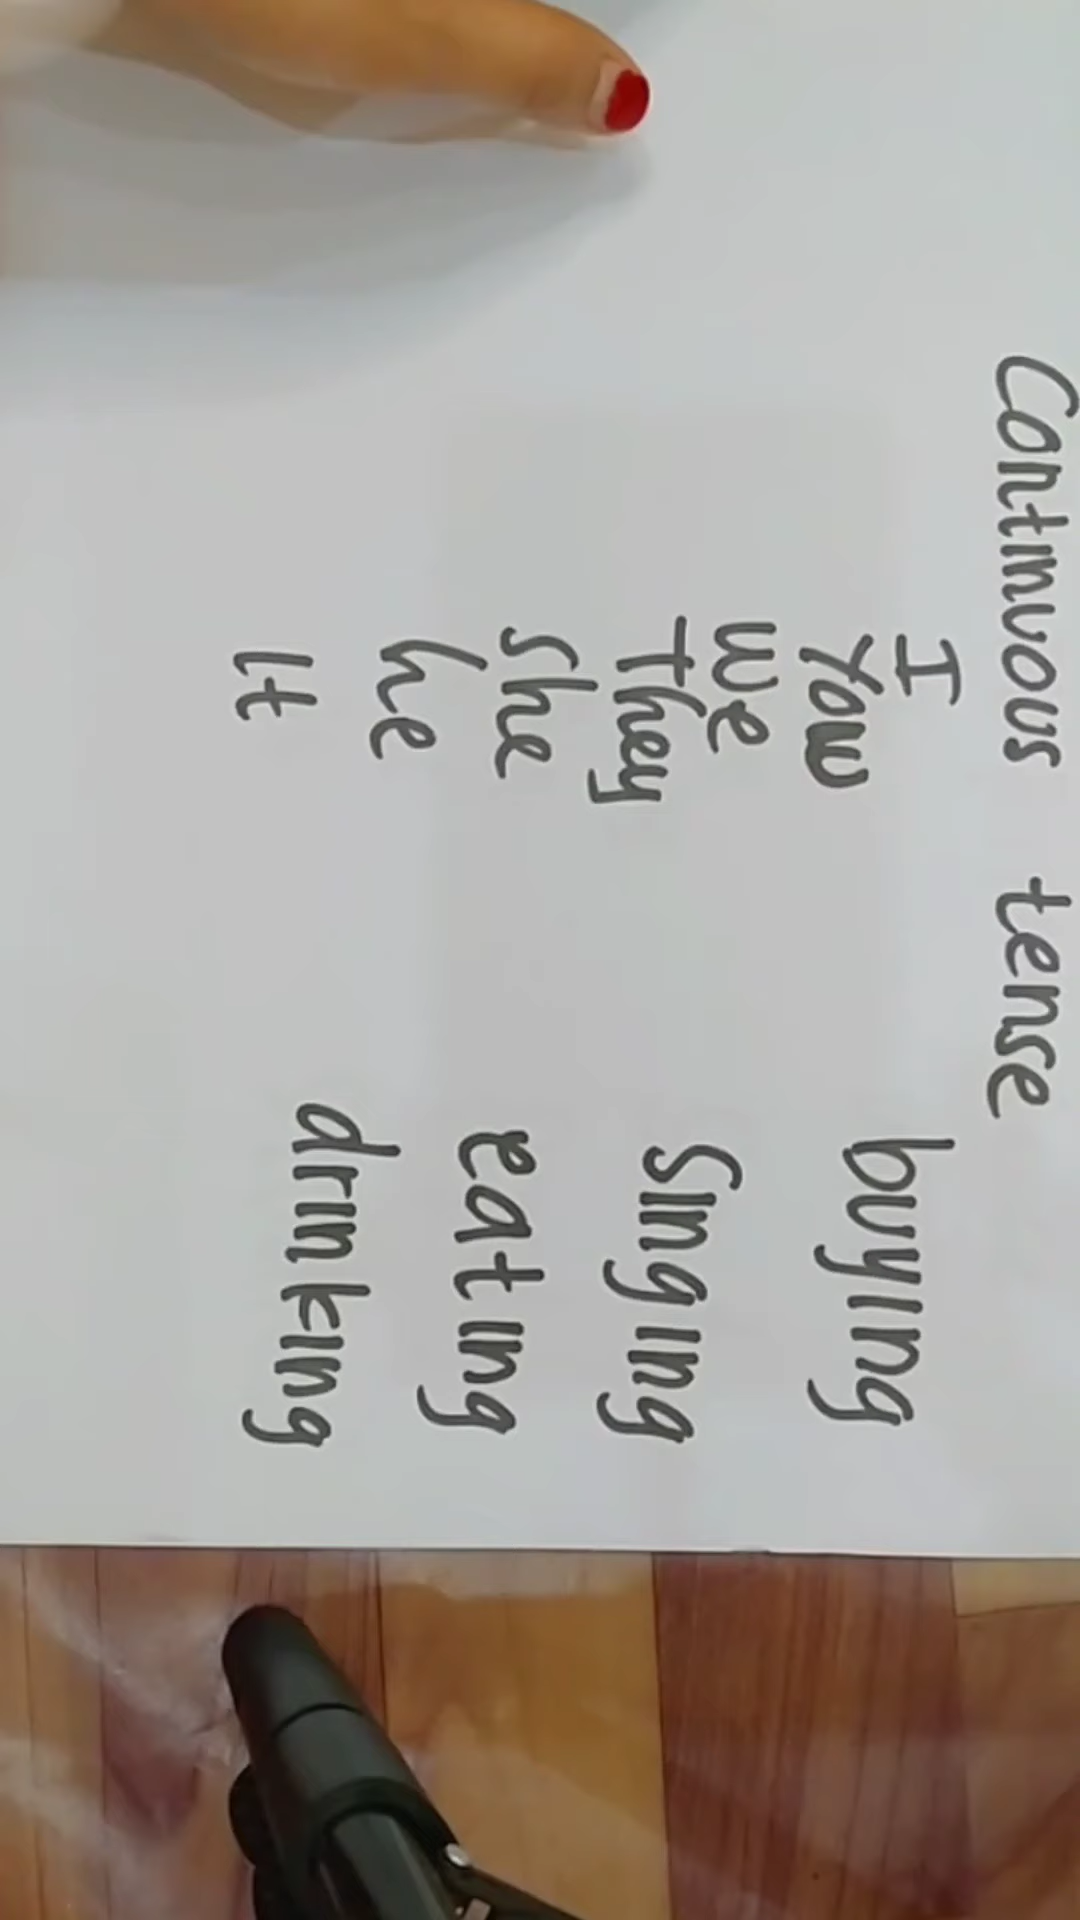 Continuous tense
I
You
we
They
she
he
It
buying
Singing
eating
drinking